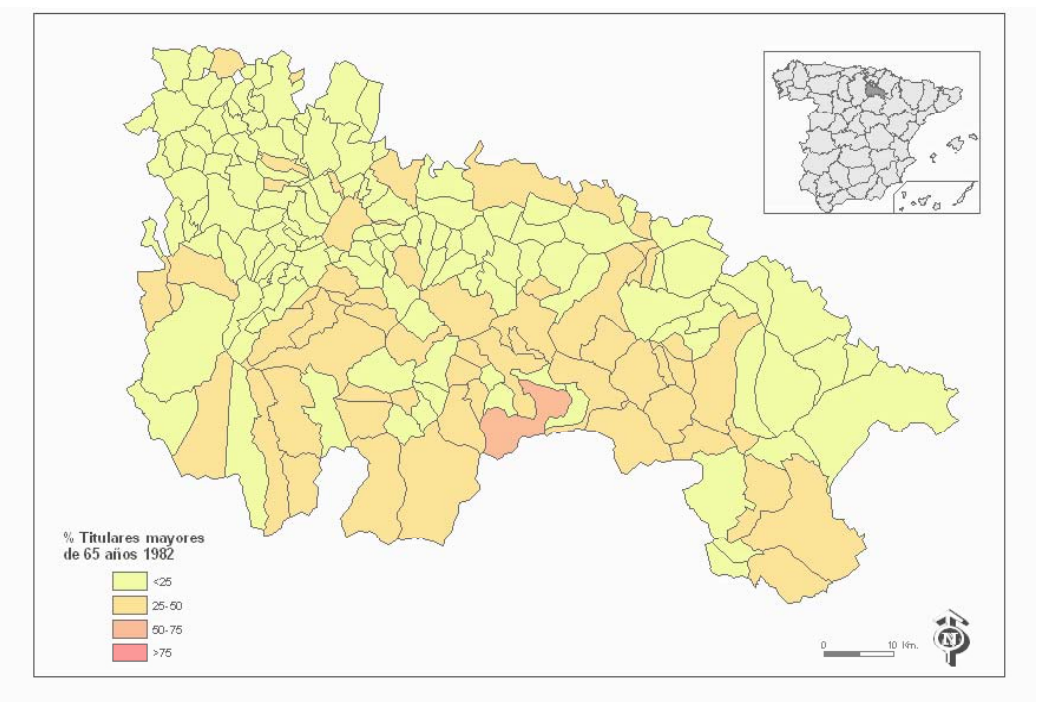 % Titulares mayores
de 65 años 1982
<25
25-50
50-75
>75
0 10 Km.
N